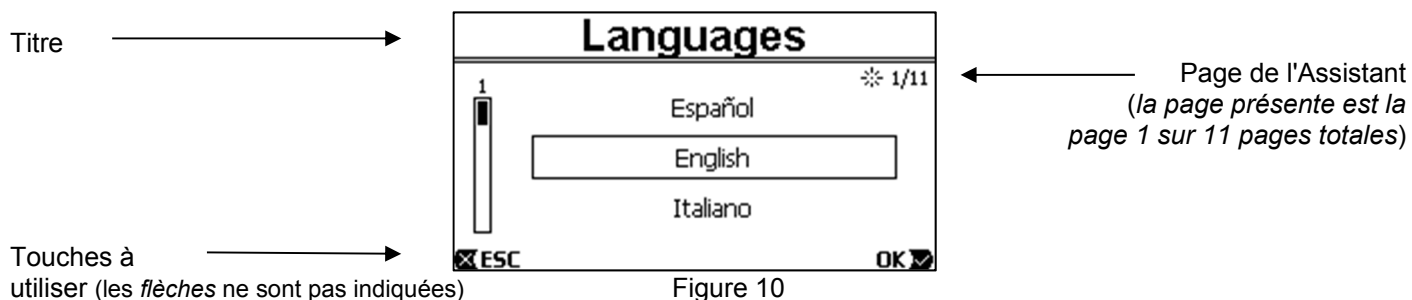 Titre
Languages
1/11
1
Español
English
Italiano
ESC
OK
Page de l'Assistant
(la page présente est la
page 1 sur 11 pages totales)
Touches à
utiliser (les flèches ne sont pas indiquées)
Figure 10